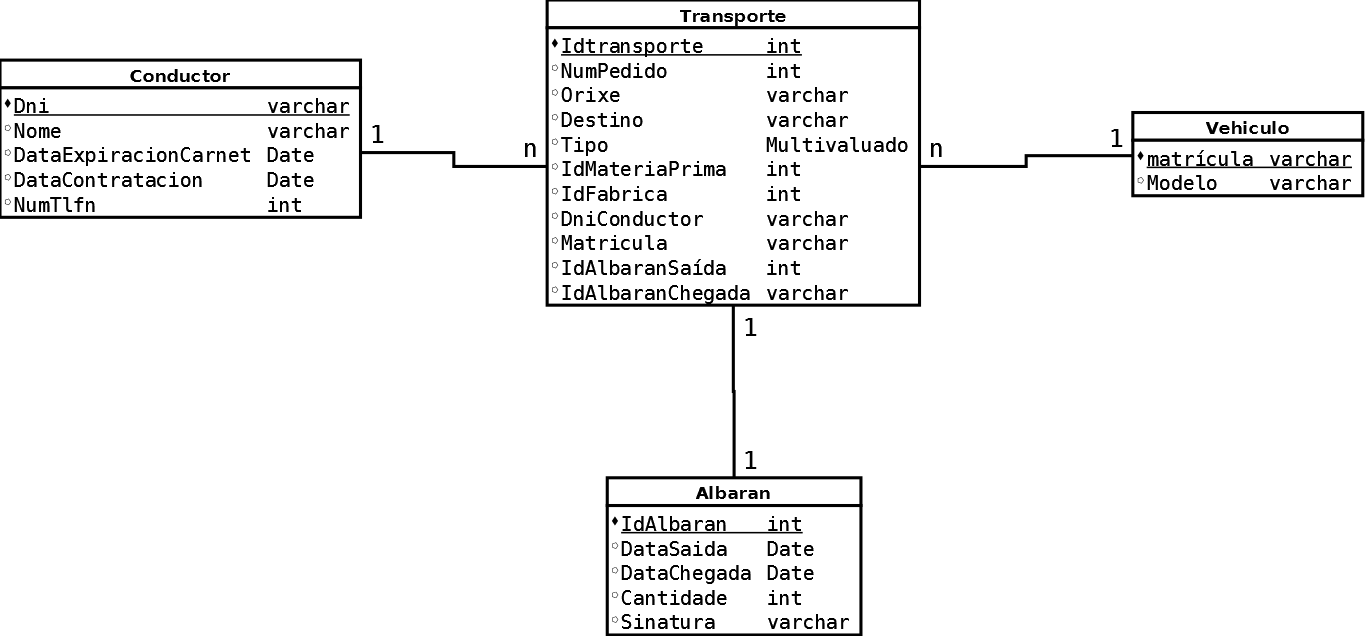 Transporte
Idtransporte int
NumPedido int
Orixe varchar
Destino varchar
Tipo Multivaluado
IdMateriaPrima int
IdFabrica int
DniConductor varchar
Matricula varchar
IdAlbaranSaída int
IdAlbaranChegada varchar
Conductor
Dni varchar
Nome varchar
DataExpiracionCarnet Date
DataContratacion Date
NumTlfn int
1
n
n
1
Vehiculo
matrícula varchar
Modelo varchar
1
1
Albaran
IdAlbaran int
DataSaida Date
DataChegada Date
Cantidade int
Sinatura varchar